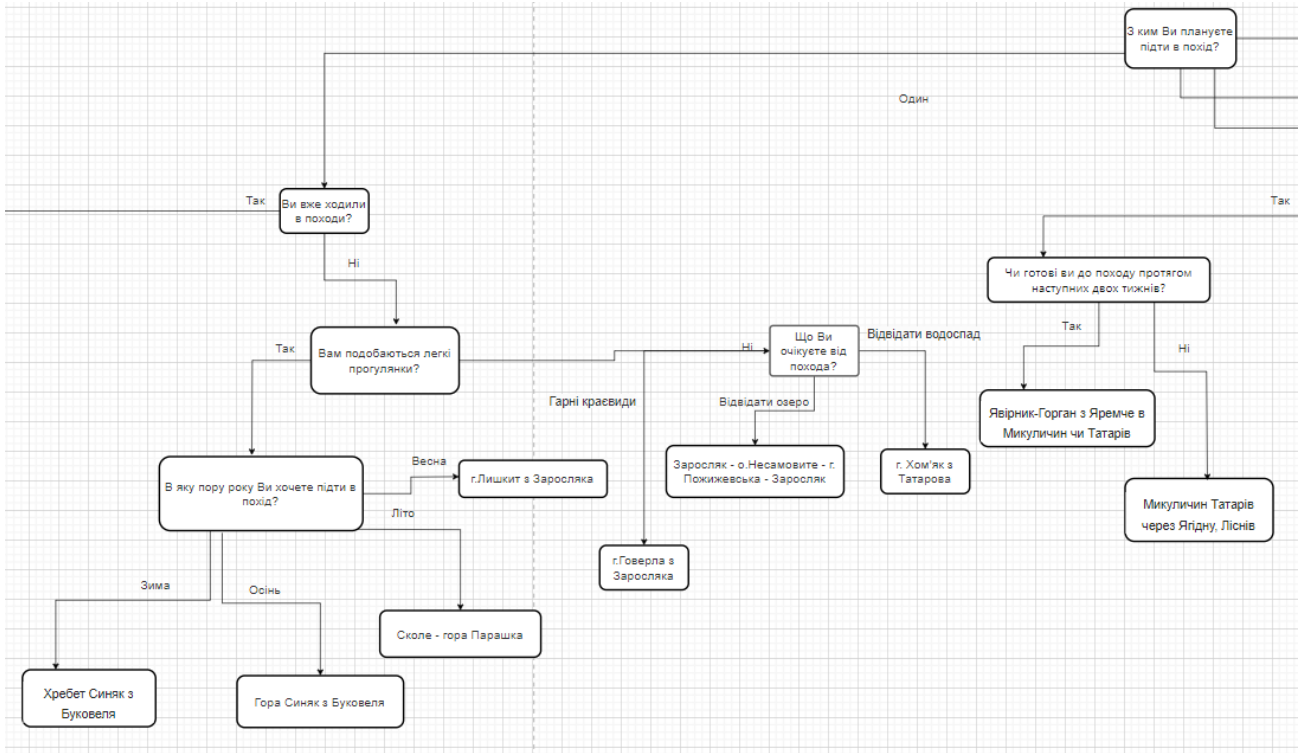 З ким Ви плануєте
підти в похід?
Один
Так
Ви вже ходили
в походи?
Так
Ні
Чи готові ви до походу протягом
наступних двох тижнів?
Так
Ні
Так
Вам подобаються легкі
прогулянки?
Ні
Що Ви
очікуєте від
похода?
Відвідати водоспад
Гарні краєвиди
Відвідати озеро
Явірник-Горган з Яремче в
Микуличин чи Татарів
Весна
г.Лишкит з Заросляка
Заросляк - о.Несамовите - г.
Пожижевська - Заросляк
г. Хом'як з
Татарова
В яку пору року Ви хочете підти в
похід?
Літо
Микуличин Татарів
через Ягідну, Ліснів
г.Говерла з
Заросляка
Зима
Осінь
Сколе - гора Парашка
Хребет Синяк з
Буковеля
Гора Синяк з Буковеля